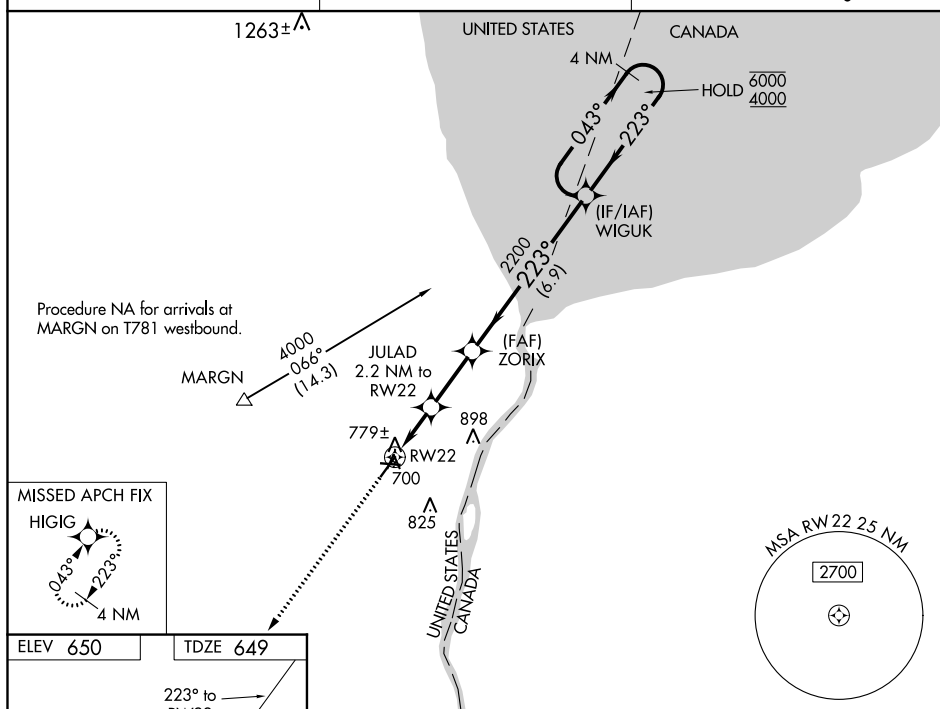 1263±
UNITED STATES
CANADA
4 NM
HOLD
6000
4000
043°
223°
(IF/IAF)
WIGUK
2200
223°
(6.9)
Procedure NA for arrivals at
MARGN on T781 westbound.
4000
066°
(14.3)
MARGN
JULAD
2.2 NM to
RW22
(FAF)
ZORIX
779±
898
RW22
700
825
MISSED APCH FIX
HIGIG
043°
223°
4 NM
UNITED STATES
CANADA
MSA RW22 25 NM
2700
ELEV 650
TDZE 649
223° to